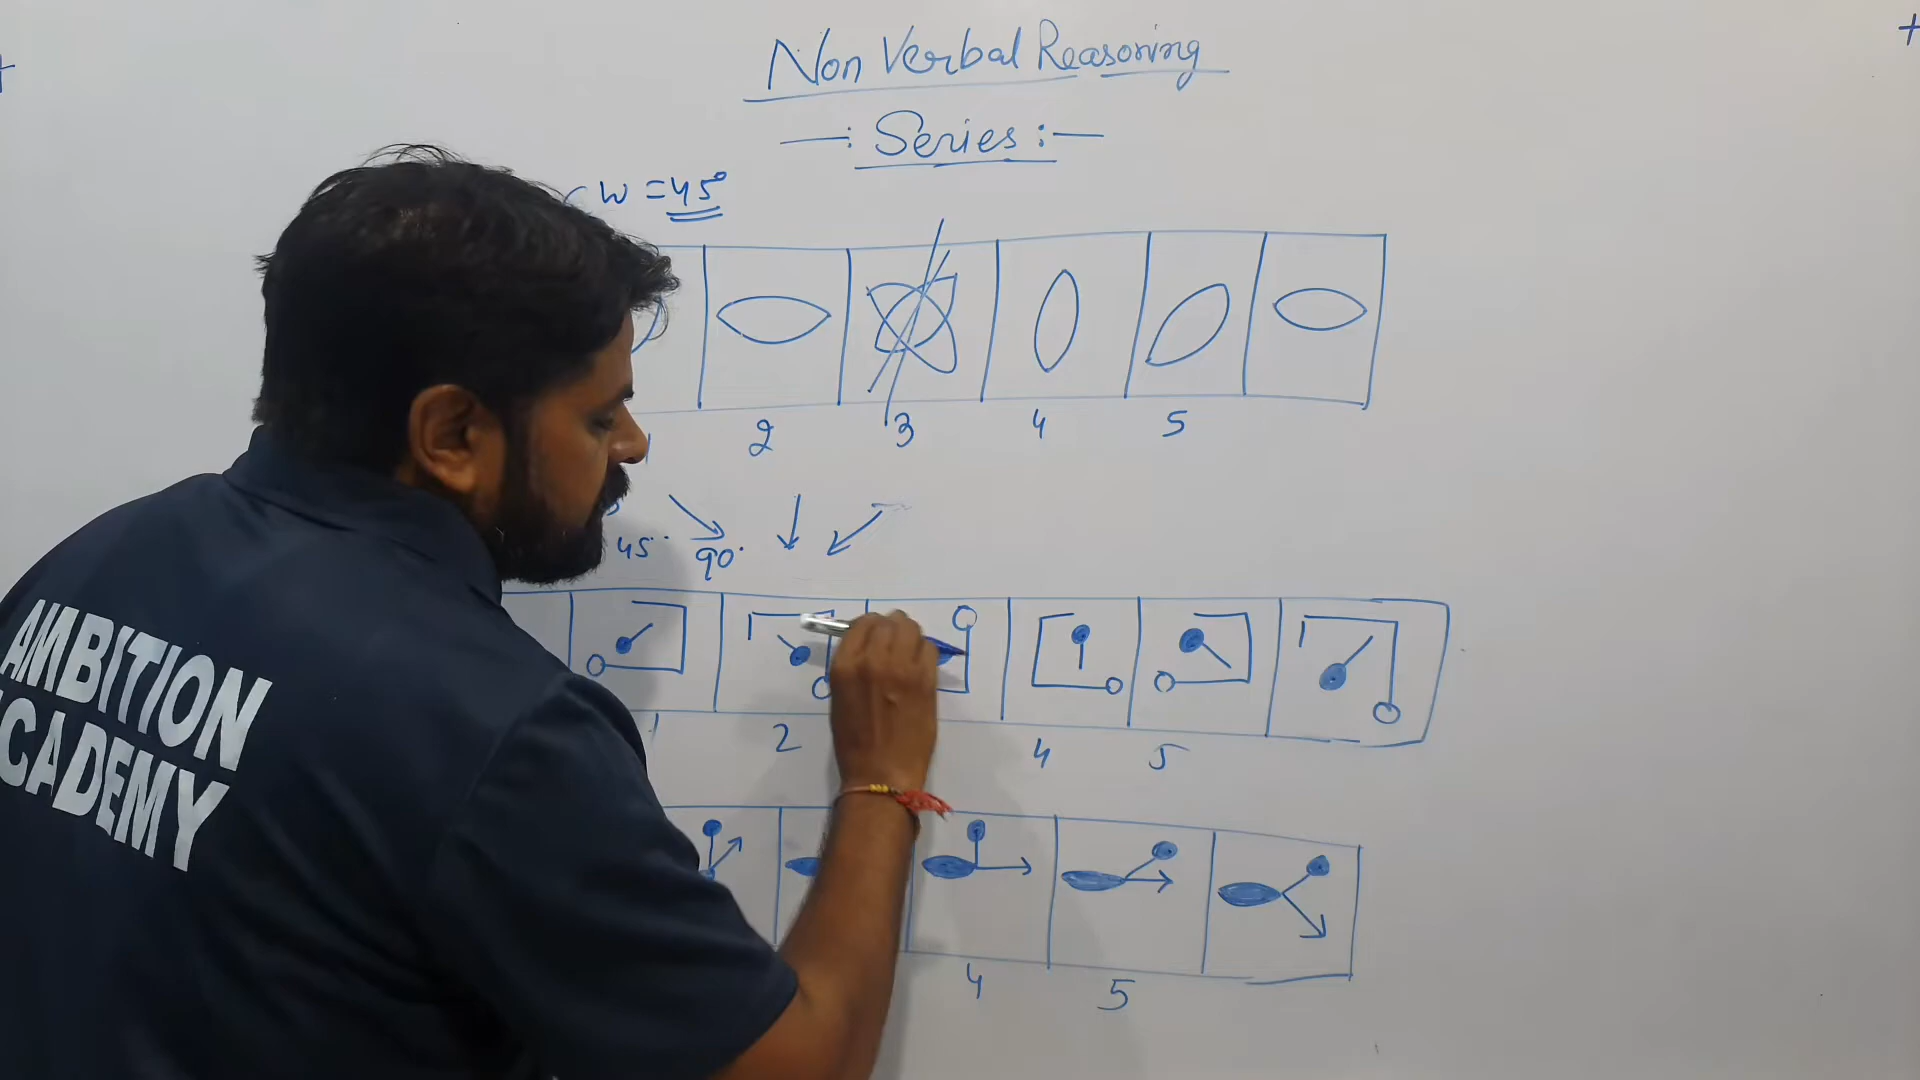 Non Verbal Reasoning
—: Series :—
CW = 45°
2 3 4 5
45 90
1 2 4 5
4 5
AMBITION
ACADEMY